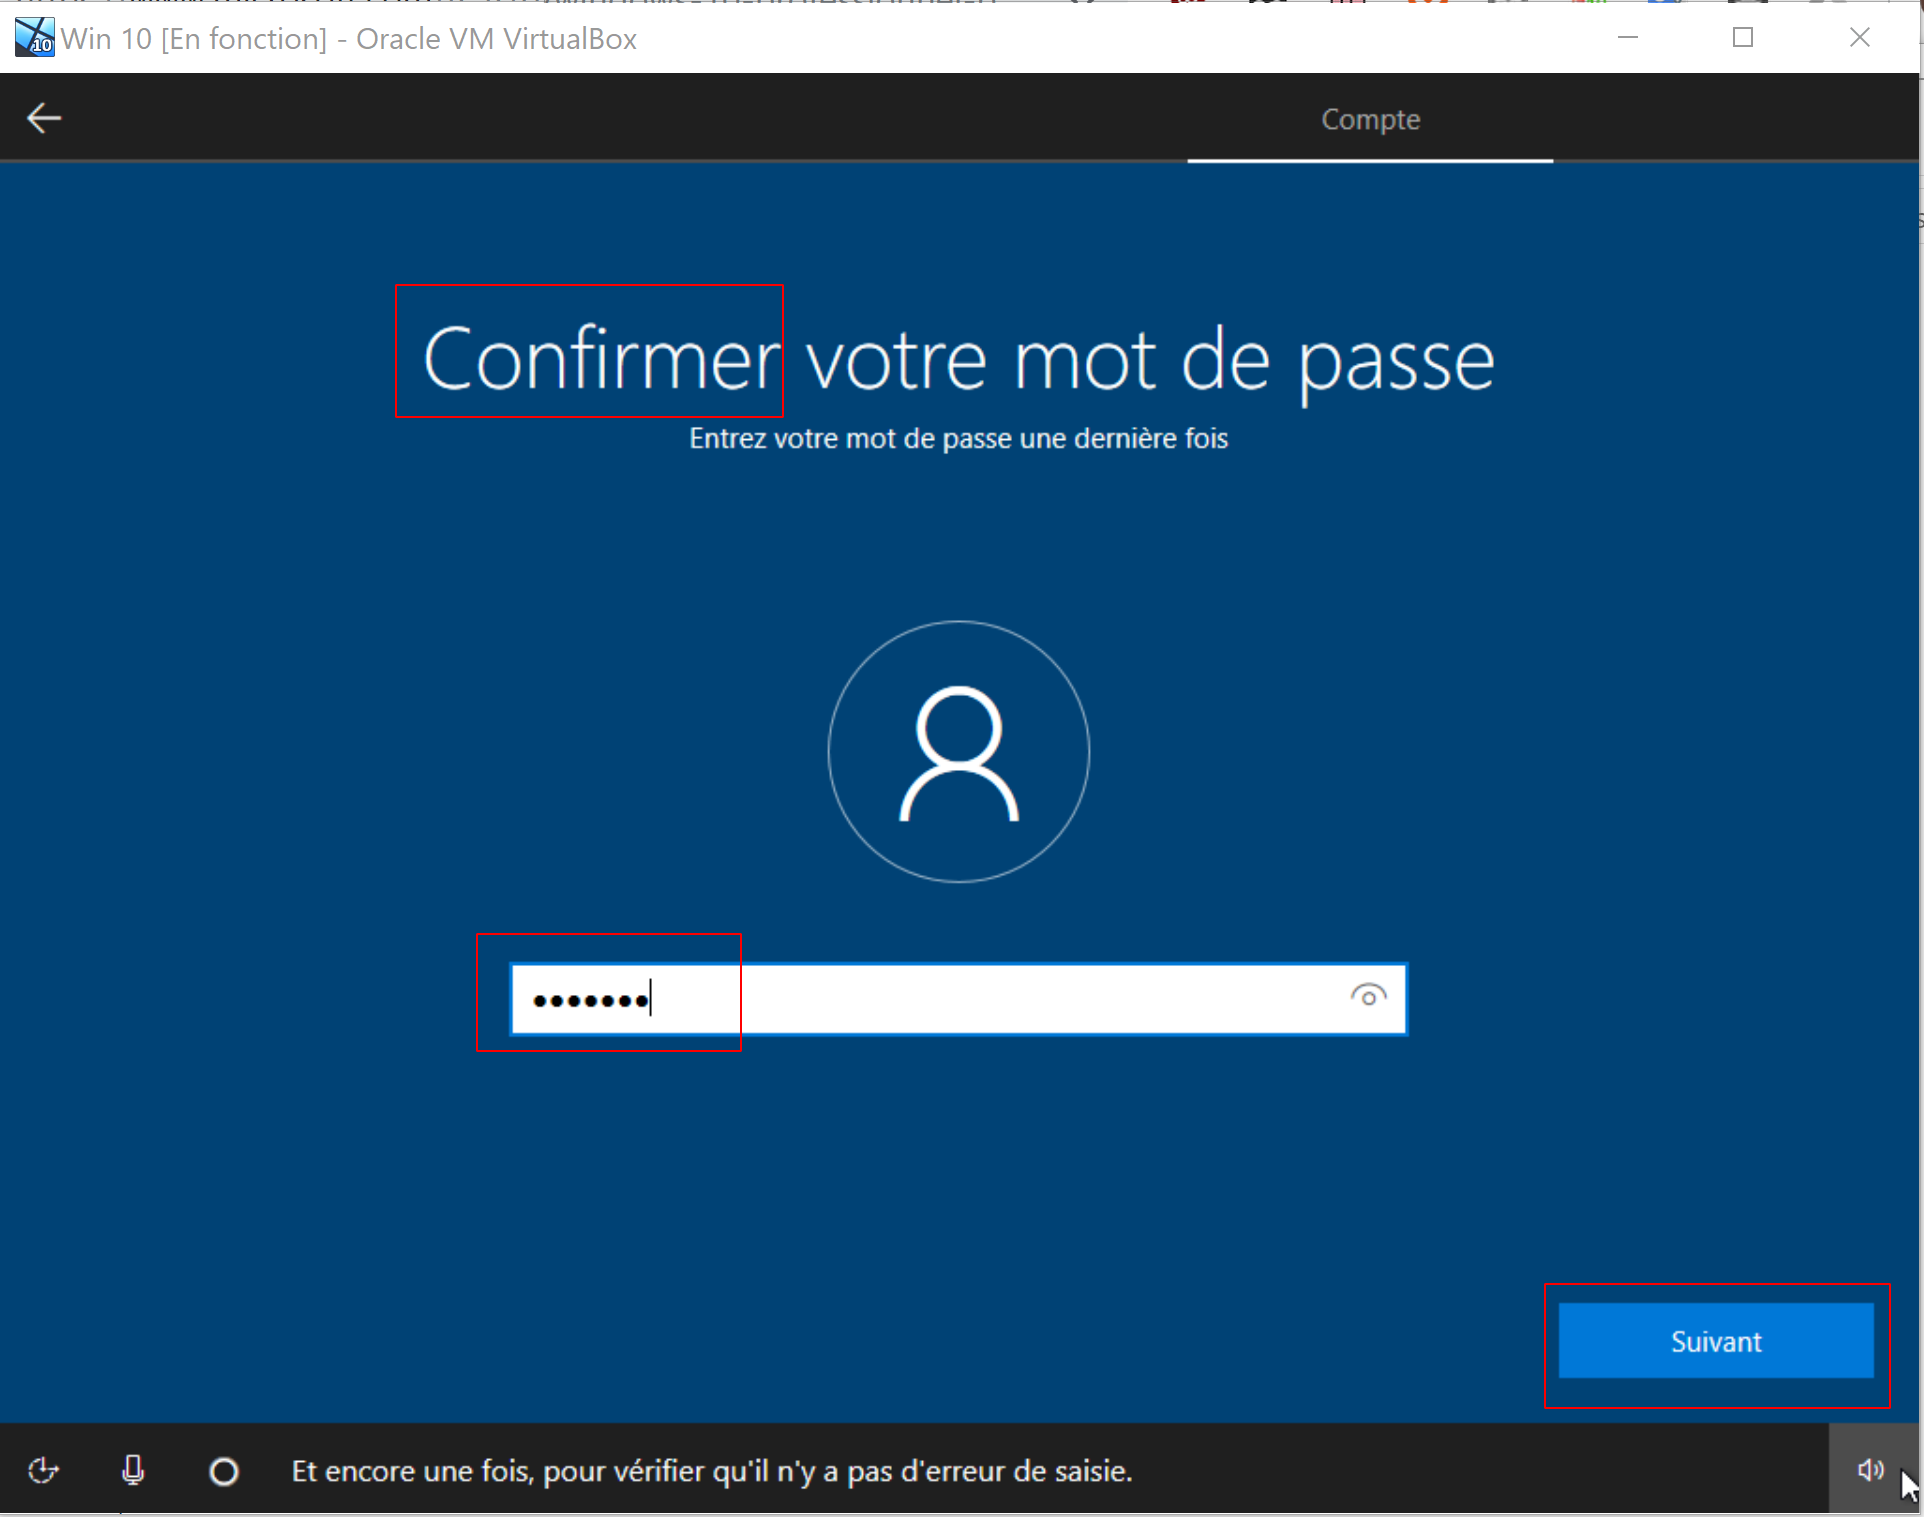 Win 10 [En fonction] - Oracle VM VirtualBox
Compte
Confirmer votre mot de passe
Entrez votre mot de passe une dernière fois
•••••••
Suivant
Et encore une fois, pour vérifier qu'il n'y a pas d'erreur de saisie.